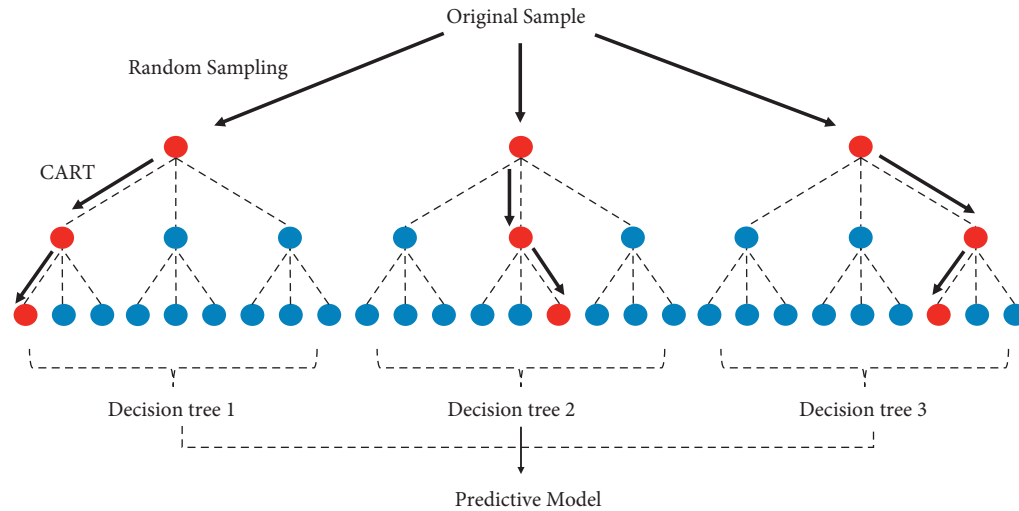 Original Sample
Random Sampling
CART
Decision tree 1
Decision tree 2
Decision tree 3
Predictive Model